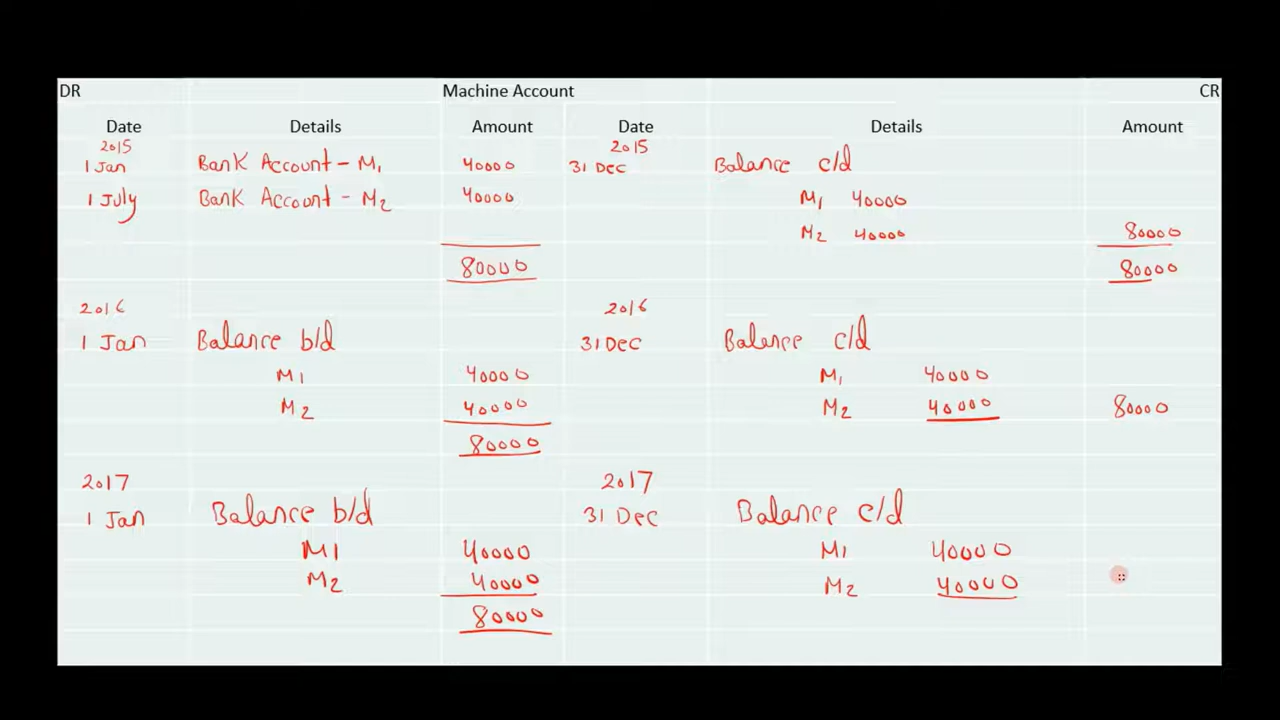 DR Machine Account CR
Date Details Amount Date Details Amount
2015 2015
1 Jan Bank Account - M1 40000 31 Dec Balance c/d
1 July Bank Account - M2 40000 M1 40000
M2 40000 80000
80000 80000
2016 2016
1 Jan Balance b/d 31 Dec Balance c/d
M1 40000 M1 40000
M2 40000 M2 40000 80000
80000
2017 2017
1 Jan Balance b/d 31 Dec Balance c/d
M1 40000 M1 40000
M2 40000 M2 40000
80000